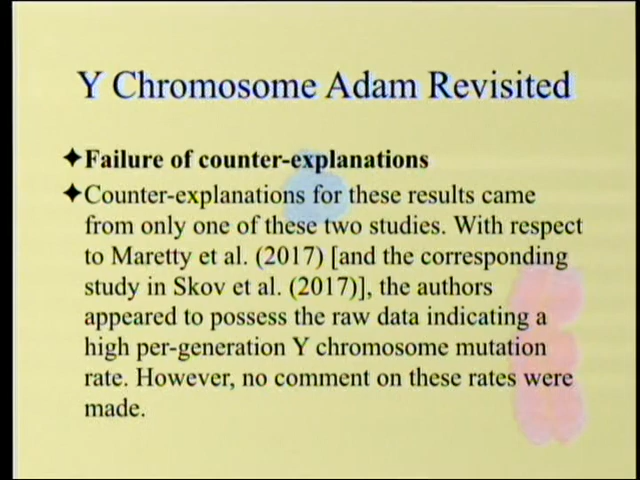 Y Chromosome Adam Revisited
Failure of counter-explanations
Counter-explanations for these results came
from only one of these two studies. With respect
to Maretty et al. (2017) [and the corresponding
study in Skov et al. (2017)], the authors
appeared to possess the raw data indicating a
high per-generation Y chromosome mutation
rate. However, no comment on these rates were
made.